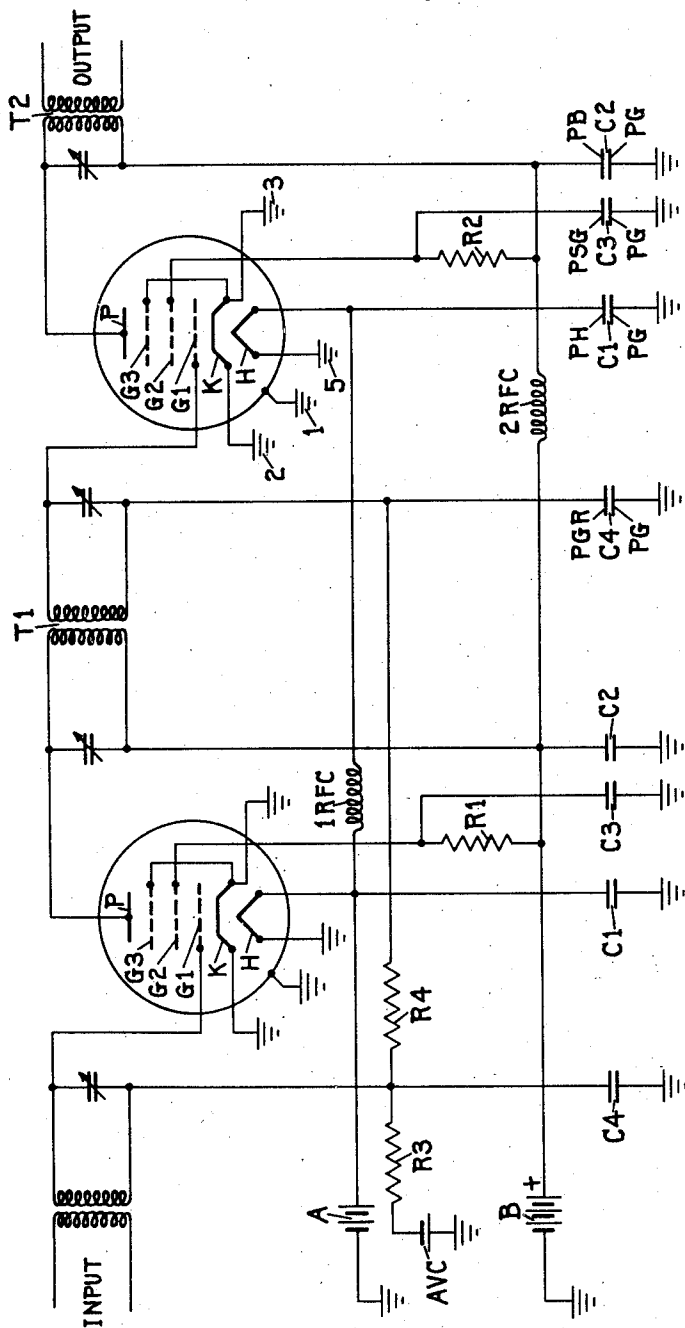 INPUT
T1
T2
OUTPUT
P
G3
G2
G1
K
H
P
G3
G2
G1
K
H
1
2
3
5
A
AVC
B
+
R3
R4
1RFC
R1
2RFC
R2
C4
C1
C3
C2
PGR
C4
PG
PH
C1
PG
PSG
C3
PG
PB
C2
PG